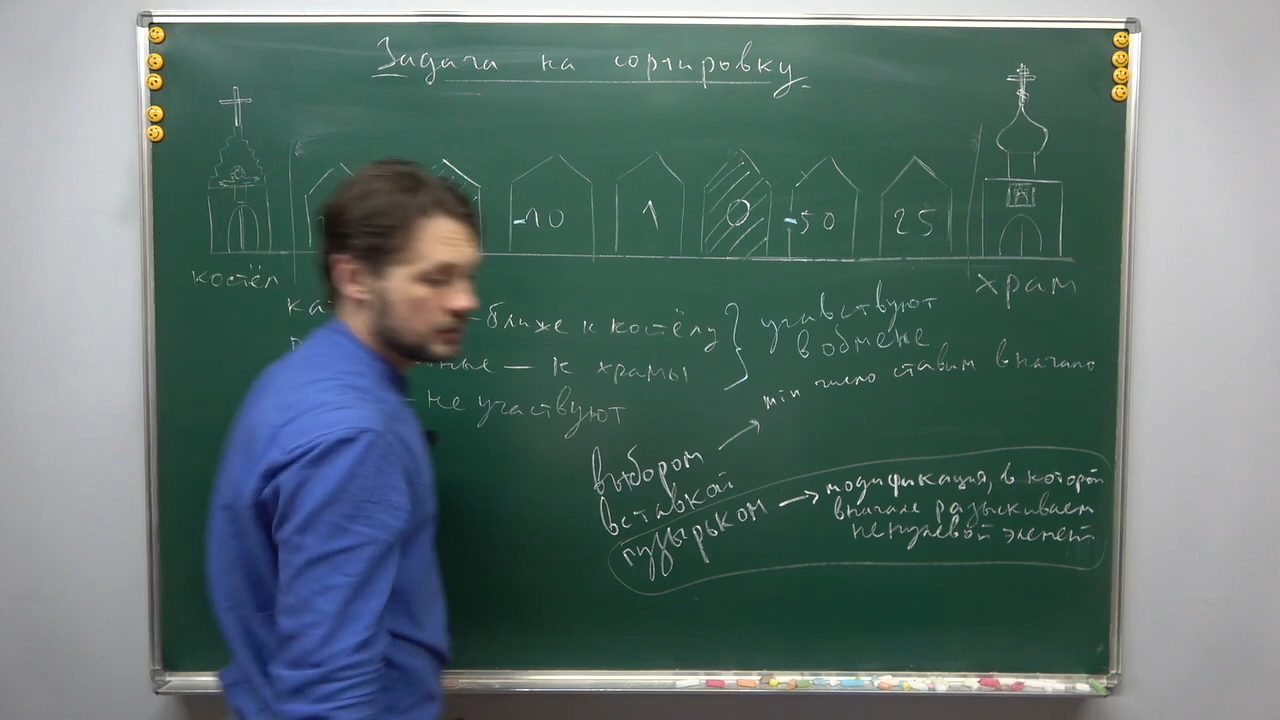 Задача на сортировку
-10 1 0 -50 25
костёл
храм
ближе к костёлу
участвуют
в обмене
— к храмы
— не участвуют
min число ставим в начало
выбором
вставкой
пузырьком → модификация, в которой
вначале разыскиваем
ненулевой элемент